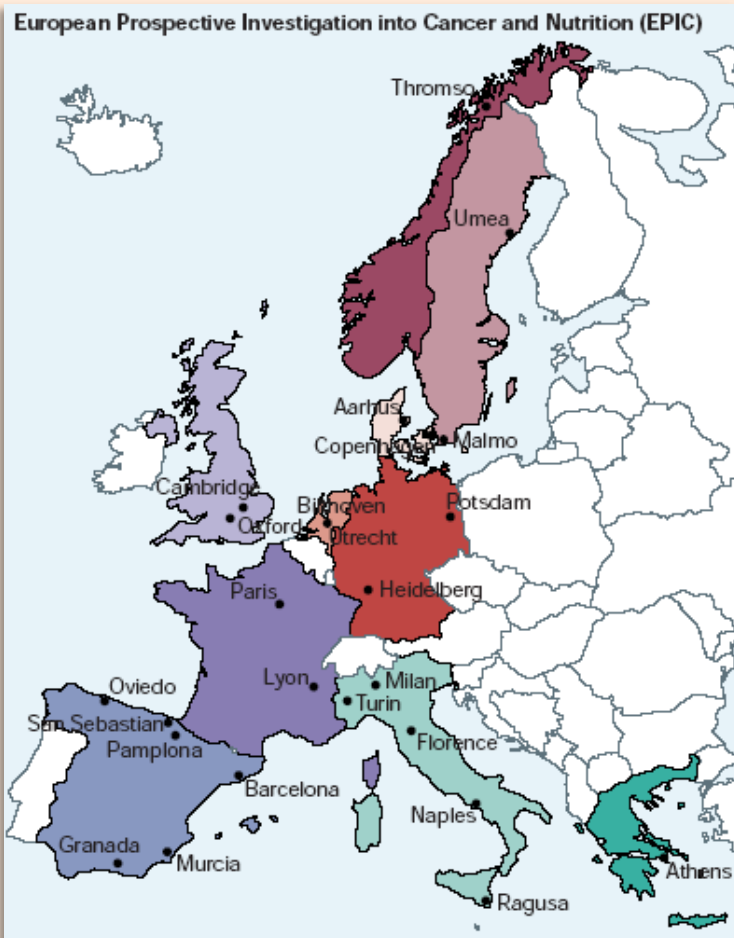 European Prospective Investigation into Cancer and Nutrition (EPIC)
Thromso
Umea
Aarhus
Copenhagen
Malmo
Cambridge
Oxford
Bilthoven
Utrecht
Potsdam
Heidelberg
Paris
Lyon
Milan
Turin
Oviedo
San Sebastian
Pamplona
Florence
Barcelona
Naples
Granada
Murcia
Athens
Ragusa